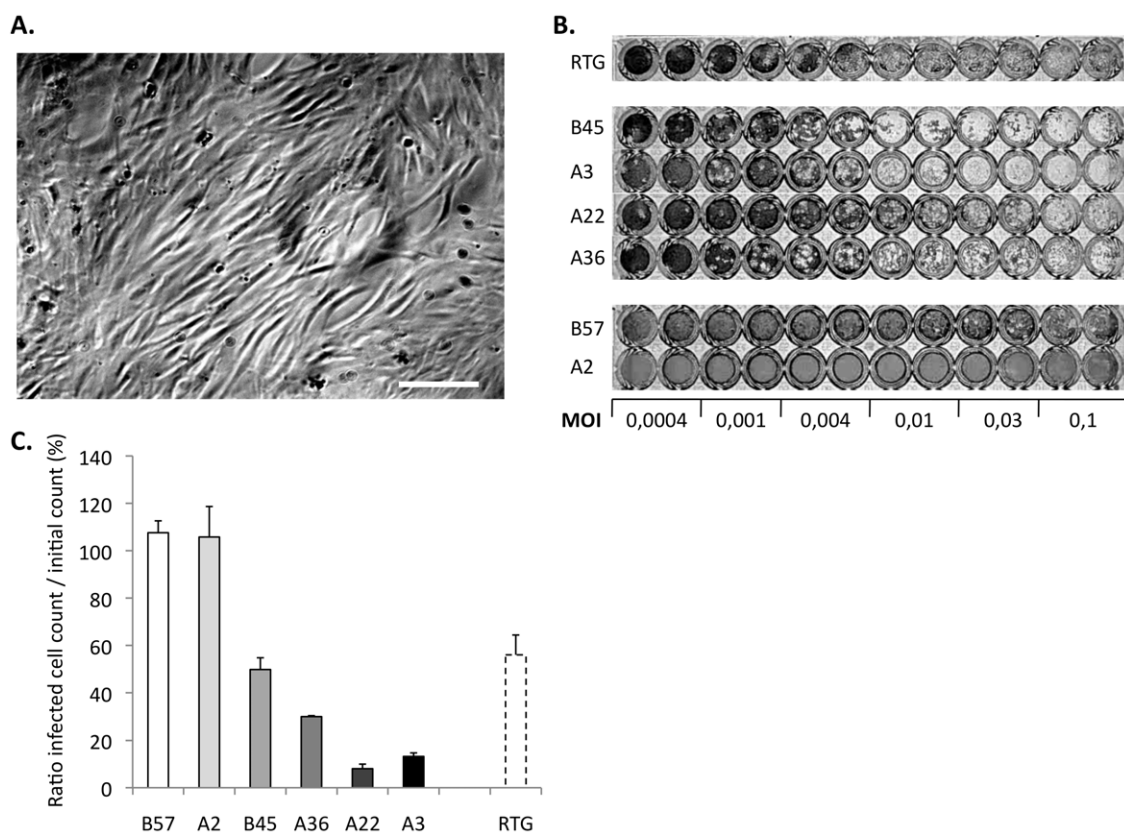 A.
B.
RTG
B45
A3
A22
A36
B57
A2
MOI 0,0004 0,001 0,004 0,01 0,03 0,1
C.
Ratio infected cell count / initial count (%)
140
120
100
80
60
40
20
0
B57 A2 B45 A36 A22 A3 RTG